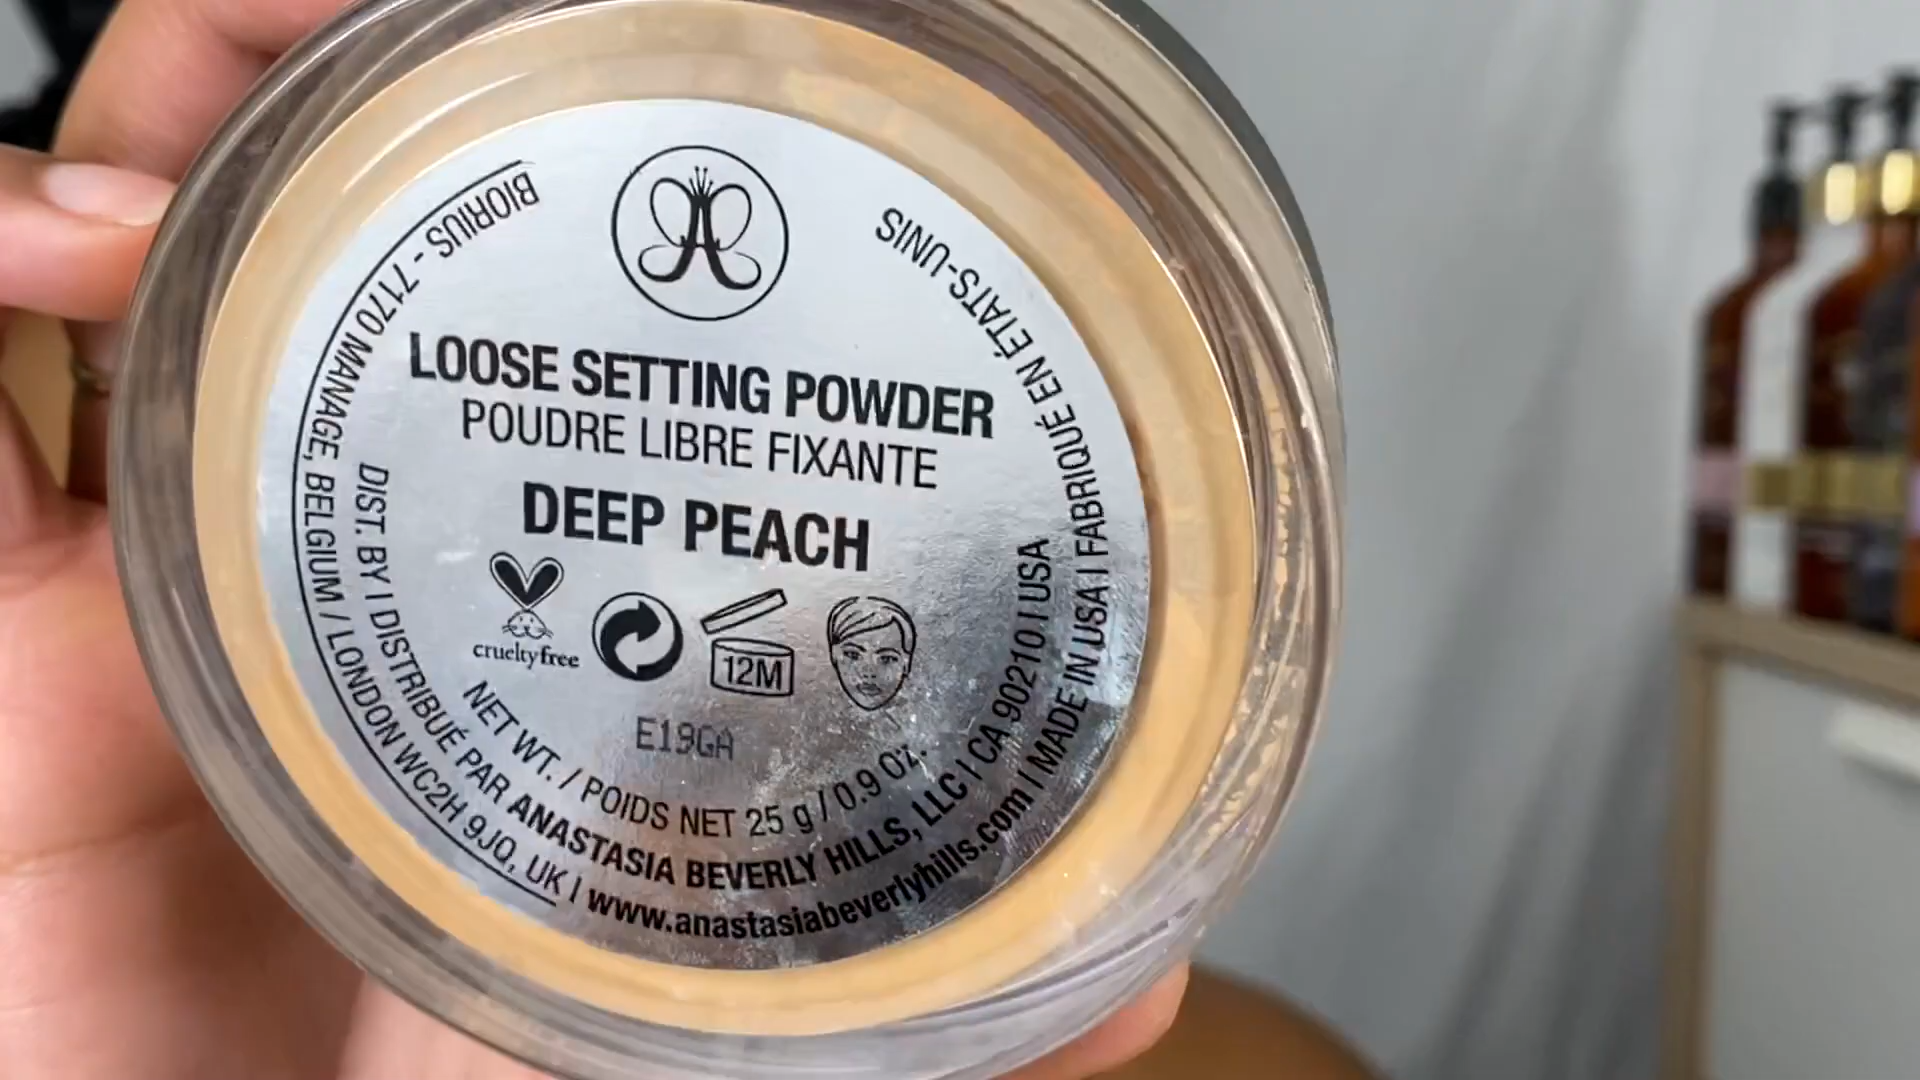 LOOSE SETTING POWDER
POUDRE LIBRE FIXANTE
DEEP PEACH
crueltyfree
12M
E19GA
NET WT. / POIDS NET 25 g / 0.9 Oz.
DIST. BY | DISTRIBUÉ PAR ANASTASIA BEVERLY HILLS, LLC | CA 90210 | USA
BIORIUS - 7170 MANAGE, BELGIUM / LONDON WC2H 9JQ, UK | www.anastasiabeverlyhills.com | MADE IN USA | FABRIQUÉ EN ÉTATS-UNIS